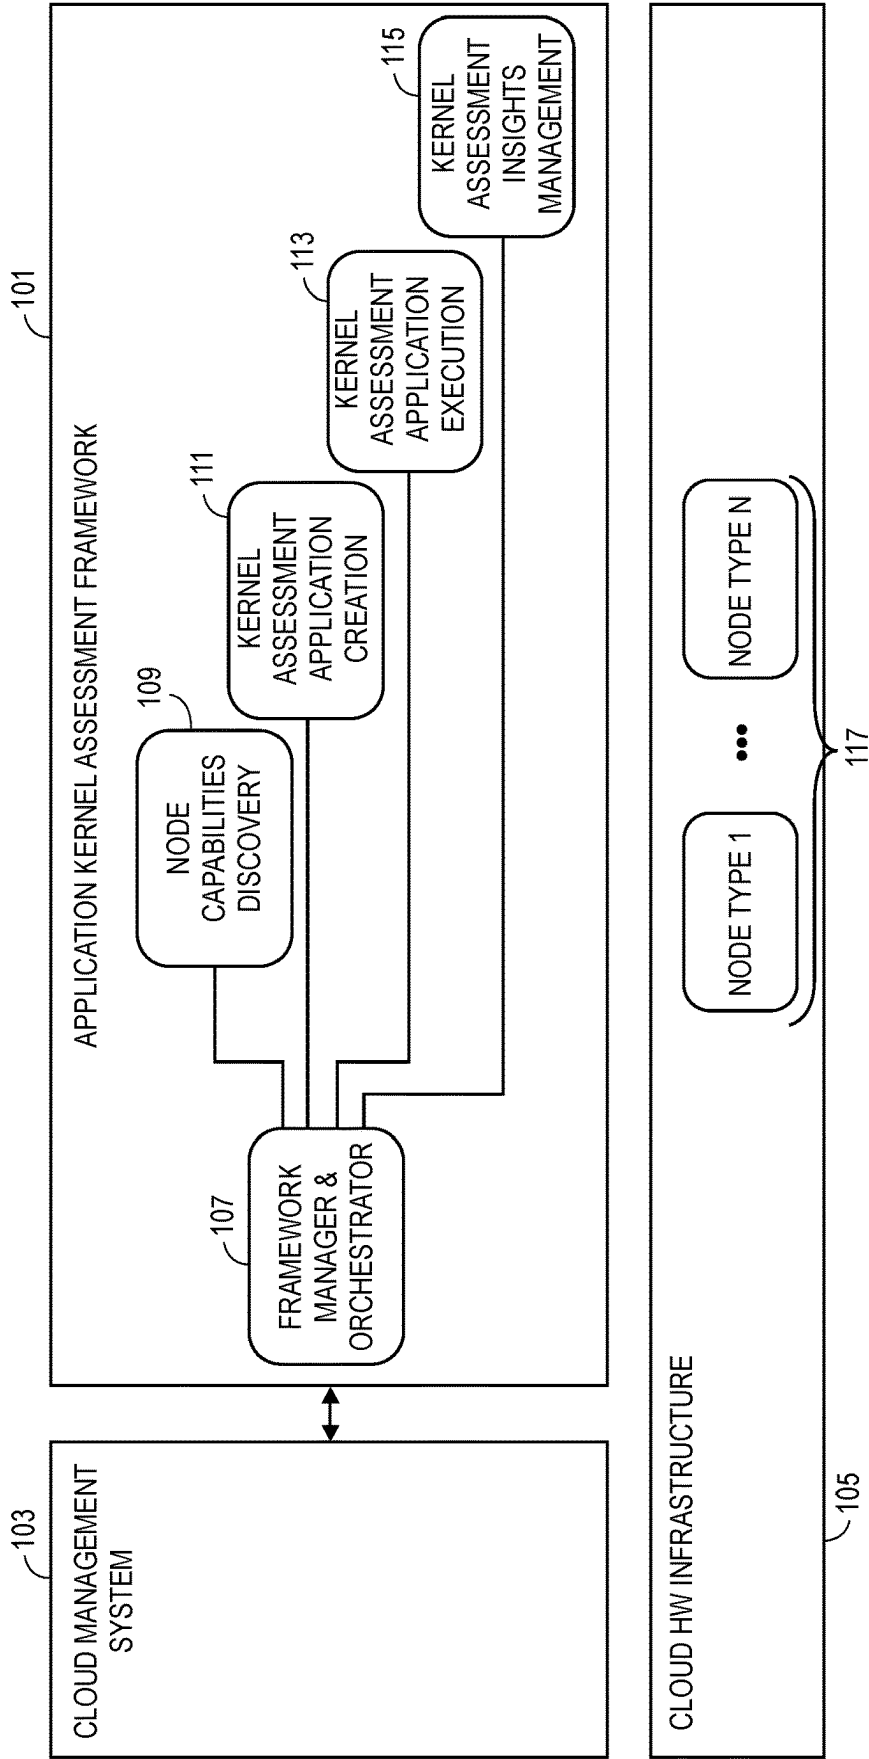 103
CLOUD MANAGEMENT
SYSTEM
101
APPLICATION KERNEL ASSESSMENT FRAMEWORK
107
FRAMEWORK
MANAGER &
ORCHESTRATOR
109
NODE
CAPABILITIES
DISCOVERY
111
KERNEL
ASSESSMENT
APPLICATION
CREATION
113
KERNEL
ASSESSMENT
APPLICATION
EXECUTION
115
KERNEL
ASSESSMENT
INSIGHTS
MANAGEMENT
CLOUD HW INFRASTRUCTURE
105
NODE TYPE 1
•••
NODE TYPE N
117